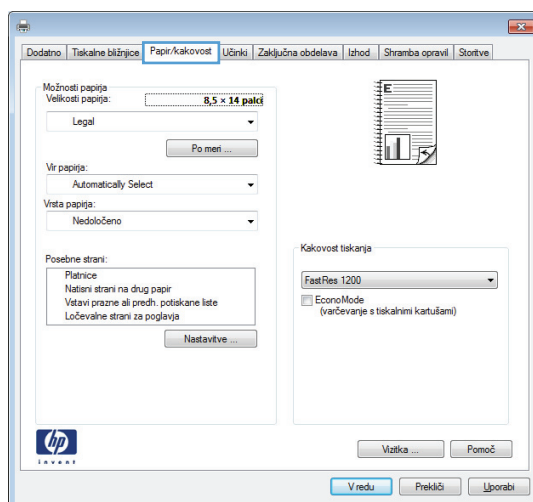 Dodatno Tiskalne bližnjice Papir/kakovost Učinki Zaključna obdelava Izhod Shramba opravil Storitve
Možnosti papirja
Velikosti papirja: 8,5 × 14 palci
Legal
Po meri ...
Vir papirja:
Automatically Select
Vrsta papirja:
Nedoločeno
Posebne strani:
Platnice
Natisni strani na drug papir
Vstavi prazne ali predh. potiskane liste
Ločevalne strani za poglavja
Nastavitve ...
E
Kakovost tiskanja
FastRes 1200
EconoMode
(varčevanje s tiskalnimi kartušami)
hp
invent
Vizitka ... Pomoč
V redu Prekliči Uporabi